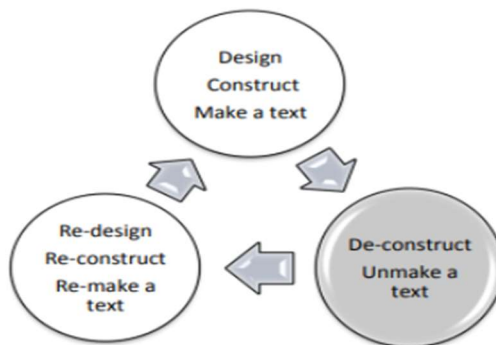 Design
Construct
Make a text
De-construct
Unmake a
text
Re-design
Re-construct
Re-make a
text